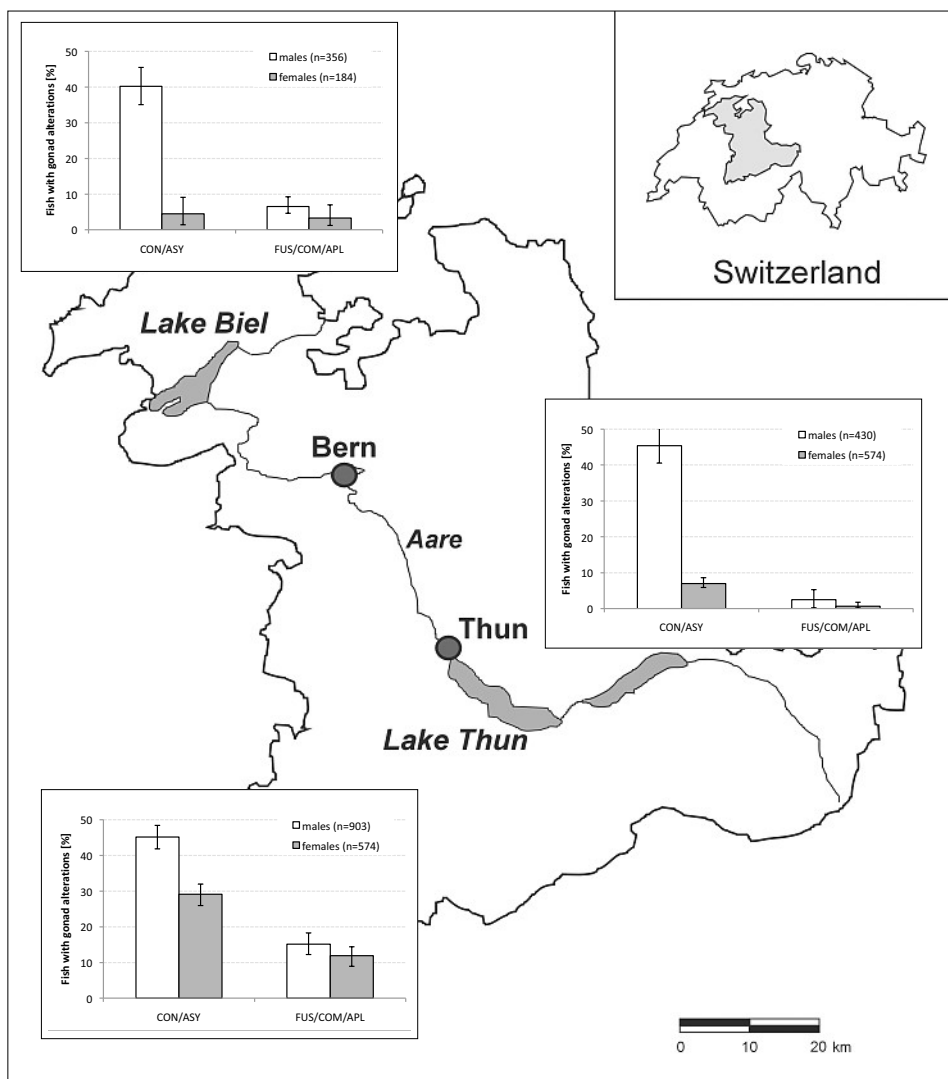 Fish with gonad alterations [%]
50
40
30
20
10
0
males (n=356)
females (n=184)
CON/ASY
FUS/COM/APL
Switzerland
Lake Biel
Bern
Aare
Thun
Lake Thun
Fish with gonad alterations [%]
50
40
30
20
10
0
males (n=430)
females (n=574)
CON/ASY
FUS/COM/APL
Fish with gonad alterations [%]
50
40
30
20
10
0
males (n=903)
females (n=574)
CON/ASY
FUS/COM/APL
0 10 20 km